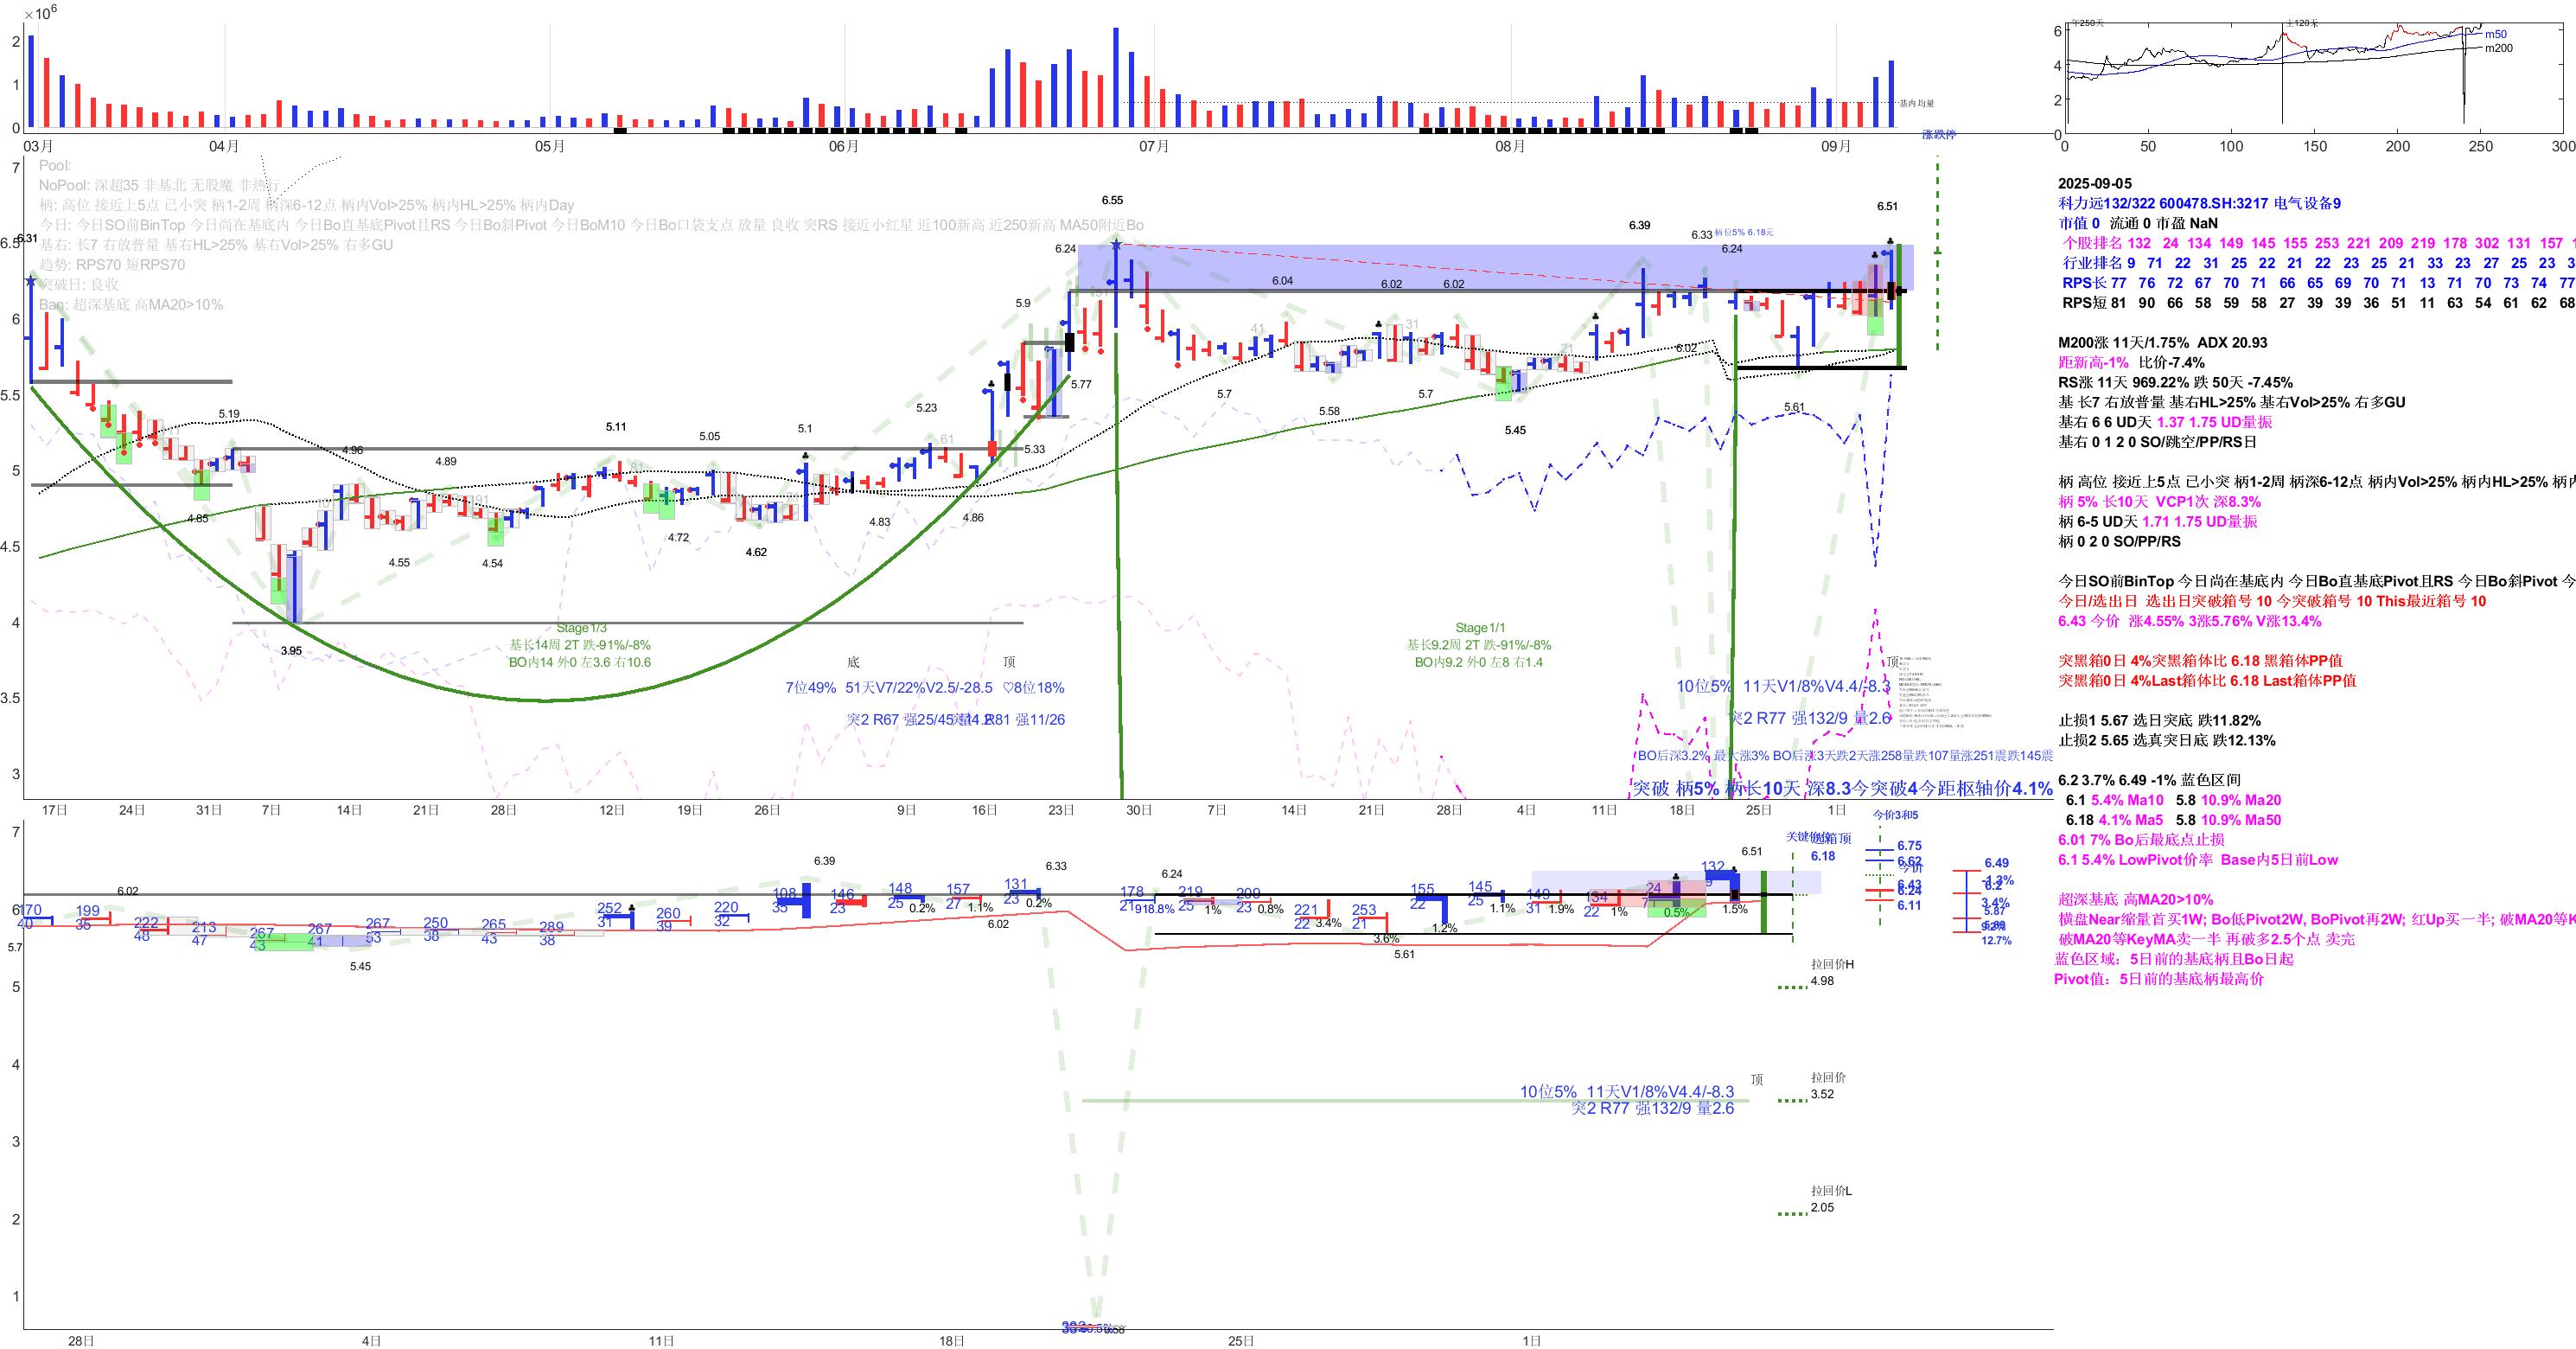 ×10⁶
2
1
0
03月 04月 05月 06月 07月 08月 09月
基内均量
涨跌停
年250天
6
4
2
0
m50
m200
0 50 100 150 200 250 300
Pool:
NoPool: 深超35 非基北 无股魔 非热行
柄: 高位 接近上5点 己小突 柄1-2周 柄深6-12点 柄内Vol>25% 柄内HL>25% 柄内Day
今日: 今日SO前BinTop 今日尚在基底内 今日Bo直基底Pivot且RS 今日Bo斜Pivot 今日BoM10 今日Bo口袋支点 放量 良收 突RS 接近小红星 近100新高 近250新高 MA50附近Bo
基右: 长7 右放普量 基右HL>25% 基右Vol>25% 右多GU
趋势: RPS70 短RPS70
突破日: 良收
Ban: 超深基底 高MA20>10%
7
6.5
6
5.5
5
4.5
4
3.5
3
6.31
5.19
4.96
4.89
4.85
4.55
4.54
3.95
5.11
5.05
5.1
4.72
4.62
4.83
4.86
5.23
5.9
5.33
5.77
6.24
6.55
6.04
6.02
6.02
5.7
5.58
5.7
5.45
6.39
6.33
柄位5% 6.18元
6.24
6.02
5.61
6.51
41
31
21
61
Stage1/3
基长14周 2T 跌-91%/-8%
BO内14 外0 左3.6 右10.6
底 顶
7位49% 51天V7/22%V2.5/-28.5 ♡8位18%
Stage1/1
基长9.2周 2T 跌-91%/-8%
BO内9.2 外0 左8 右1.4
顶
10位5% 11天V1/8%V4.4/-8.3
突2 R77 强132/9 量2.6
BO后深3.2% 最大涨3% BO后涨3天跌2天涨258量跌107量涨251震跌145震
突破 柄5% 柄长10天 深8.3今突破4今距枢轴价4.1%
17日 24日 31日 7日 14日 21日 28日 5日 12日 19日 26日 9日 16日 23日 30日 7日 14日 21日 28日 4日 11日 18日 25日 1日
2025-09-05
科力远132/322 600478.SH:3217 电气设备9
市值 0 流通 0 市盈 NaN
个股排名 132 24 134 149 145 155 253 221 209 219 178 302 131 157
行业排名 9 71 22 31 25 22 21 22 23 25 21 33 23 27 25 23
RPS长 77 76 72 67 70 71 66 65 69 70 71 13 71 70 73 74 77
RPS短 81 90 66 58 59 58 27 39 39 36 51 11 63 54 61 62 68
M200涨 11天/1.75% ADX 20.93
距新高-1% 比价-7.4%
RS涨 11天 969.22% 跌 50天 -7.45%
基 长7 右放普量 基右HL>25% 基右Vol>25% 右多GU
基右 6 6 UD天 1.37 1.75 UD量振
基右 0 1 2 0 SO/跳空/PP/RS日
柄 高位 接近上5点 己小突 柄1-2周 柄深6-12点 柄内Vol>25% 柄内HL>25%
柄 5% 长10天 VCP1次 深8.3%
柄 6-5 UD天 1.71 1.75 UD量振
柄 0 2 0 SO/PP/RS
今日SO前BinTop 今日尚在基底内 今日Bo直基底Pivot且RS 今日Bo斜Pivot
今日/选出日 选出日突破箱号 10 今突破箱号 10 This最近箱号 10
6.43 今价 涨4.55% 3涨5.76% V涨13.4%
突黑箱0日 4%突黑箱体比 6.18 黑箱体PP值
突黑箱0日 4%Last箱体比 6.18 Last箱体PP值
止损1 5.67 选日突底 跌11.82%
止损2 5.65 选真突日底 跌12.13%
6.2 3.7% 6.49 -1% 蓝色区间
6.1 5.4% Ma10 5.8 10.9% Ma20
6.18 4.1% Ma5 5.8 10.9% Ma50
6.01 7% Bo后最底点止损
6.1 5.4% LowPivot价率 Base内5日前Low
超深基底 高MA20>10%
横盘Near缩量首买1W; Bo低Pivot2W, BoPivot再2W; 红Up买一半; 破MA20等
破MA20等KeyMA卖一半 再破多2.5个点 卖完
蓝色区域：5日前的基底柄且Bo日起
Pivot值：5日前的基底柄最高价
7
6
5
4
3
2
1
5.7
6.02
170
199
35
222
48
213
47
267
43
267
41
267
53
250
38
265
43
289
38
252
31
260
39
220
32
108
35
146
23
148
25
157
27
131
23
0.2%
1.1%
0.2%
5.45
6.39
6.02
6.33
6.24
178
21
918.8%
219
25
1%
209
23
0.8%
221
22
3.4%
253
21
3.6%
155
22
1.2%
145
25
1.1%
149
31
1.9%
134
22
1%
24
0.5%
132
9
1.5%
5.61
6.51
顶
10位5% 11天V1/8%V4.4/-8.3
突2 R77 强132/9 量2.6
6.18
拉回价H
4.98
拉回价
3.52
拉回价L
2.05
今价3和5
6.75
6.62
6.43
6.24
6.11
6.49
-1.3%
6.2
3.4%
5.87
12.7%
28日 4日 11日 18日 25日 1日